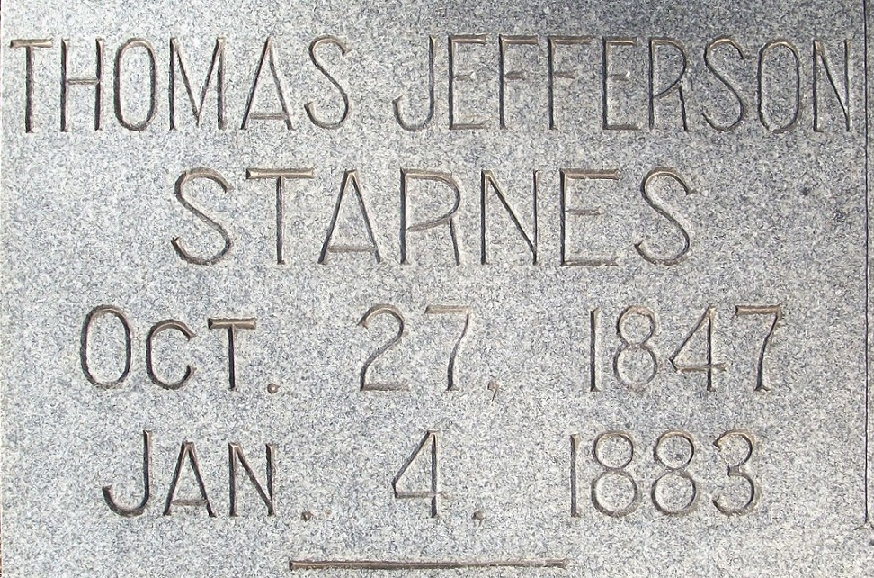 THOMAS JEFFERSON
STARNES
OCT. 27, 1847
JAN. 4. 1883